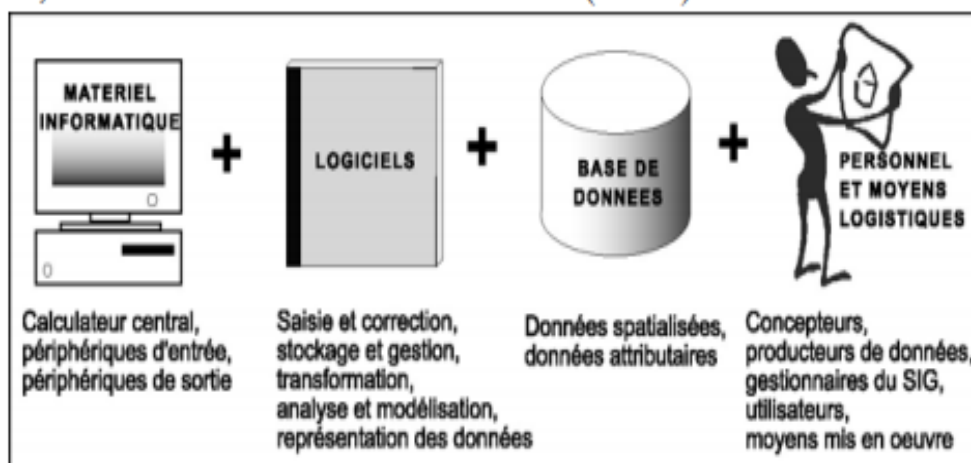 MATERIEL
INFORMATIQUE
+
LOGICIELS
+
BASE DE
DONNEES
+
PERSONNEL
ET MOYENS
LOGISTIQUES
Calculateur central,
périphériques d'entrée,
périphériques de sortie
Saisie et correction,
stockage et gestion,
transformation,
analyse et modélisation,
représentation des données
Données spatialisées,
données attributaires
Concepteurs,
producteurs de données,
gestionnaires du SIG,
utilisateurs,
moyens mis en oeuvre